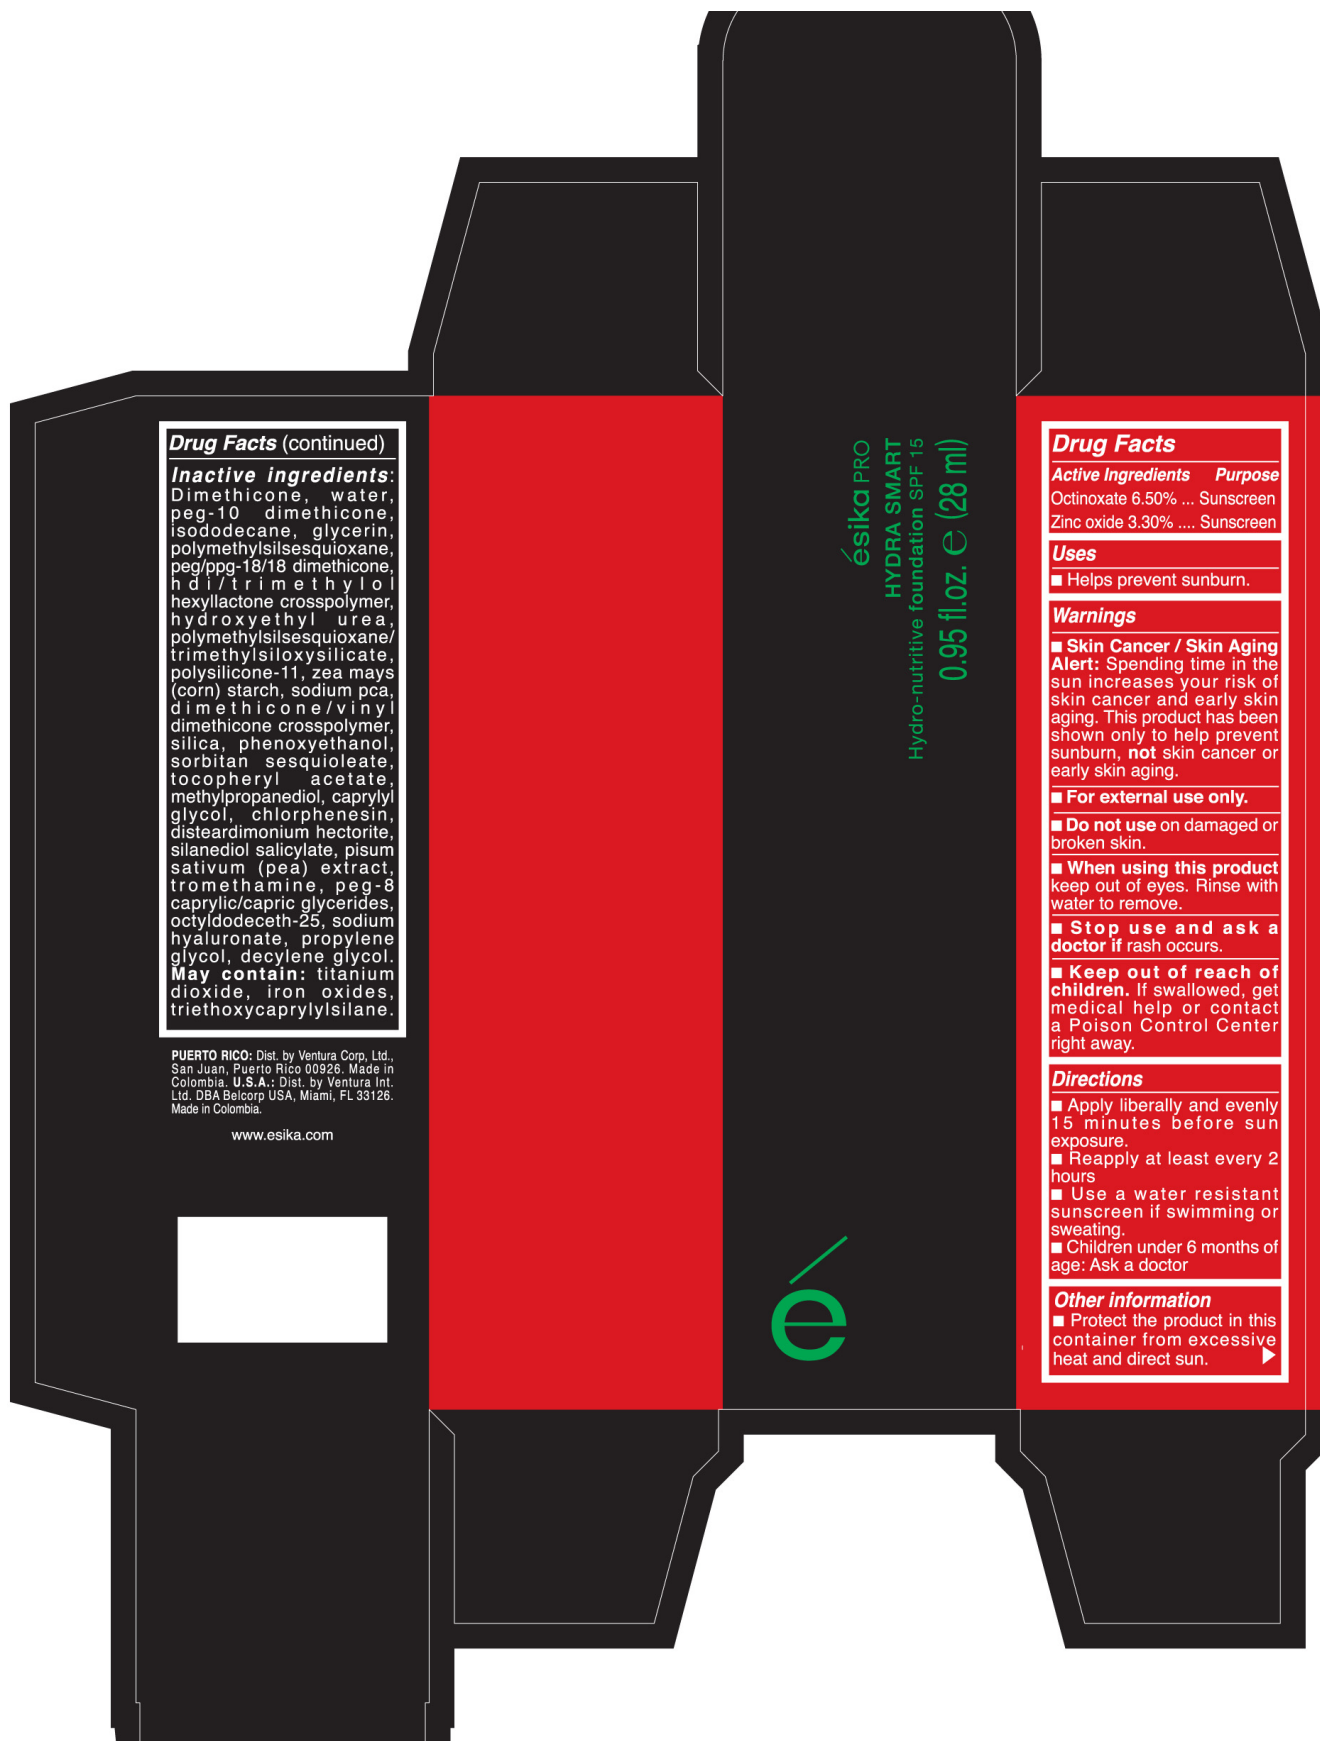 Drug Facts (continued)
Inactive ingredients:
Dimethicone, water,
peg-10 dimethicone,
isododecane, glycerin,
polymethylsilsesquioxane,
peg/ppg-18/18 dimethicone,
hdi/trimethylol
hexyllactone crosspolymer,
hydroxyethyl urea,
polymethylsilsesquioxane/
trimethylsiloxysilicate,
polysilicone-11, zea mays
(corn) starch, sodium pca,
dimethicone/vinyl
dimethicone crosspolymer,
silica, phenoxyethanol,
sorbitan sesquioleate,
tocopheryl acetate,
methylpropanediol, caprylyl
glycol, chlorphenesin,
disteardimonium hectorite,
silanediol salicylate, pisum
sativum (pea) extract,
tromethamine, peg-8
caprylic/capric glycerides,
octyldodeceth-25, sodium
hyaluronate, propylene
glycol, decylene glycol.
May contain: titanium
dioxide, iron oxides,
triethoxycaprylylsilane.
PUERTO RICO: Dist. by Ventura Corp, Ltd.,
San Juan, Puerto Rico 00926. Made in
Colombia. U.S.A.: Dist. by Ventura Int.
Ltd. DBA Belcorp USA, Miami, FL 33126.
Made in Colombia.
www.esika.com
ésika PRO
HYDRA SMART
Hydro-nutritive foundation SPF 15
0.95 fl.oz. ℮ (28 ml)
é
Drug Facts
Active Ingredients Purpose
Octinoxate 6.50% ... Sunscreen
Zinc oxide 3.30% .... Sunscreen
Uses
■ Helps prevent sunburn.
Warnings
■ Skin Cancer / Skin Aging
Alert: Spending time in the
sun increases your risk of
skin cancer and early skin
aging. This product has been
shown only to help prevent
sunburn, not skin cancer or
early skin aging.
■ For external use only.
■ Do not use on damaged or
broken skin.
■ When using this product
keep out of eyes. Rinse with
water to remove.
■ Stop use and ask a
doctor if rash occurs.
■ Keep out of reach of
children. If swallowed, get
medical help or contact
a Poison Control Center
right away.
Directions
■ Apply liberally and evenly
15 minutes before sun
exposure.
■ Reapply at least every 2
hours
■ Use a water resistant
sunscreen if swimming or
sweating.
■ Children under 6 months of
age: Ask a doctor
Other information
■ Protect the product in this
container from excessive
heat and direct sun.